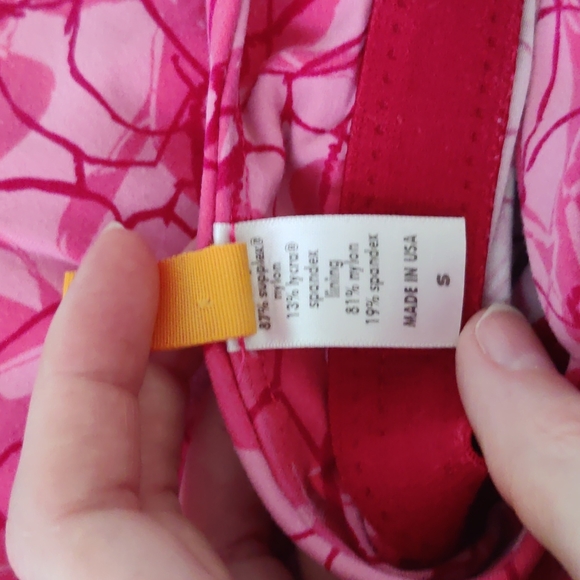 87% supplex®
nylon
13% lycra®
spandex
lining
81% nylon
19% spandex
MADE IN USA
S